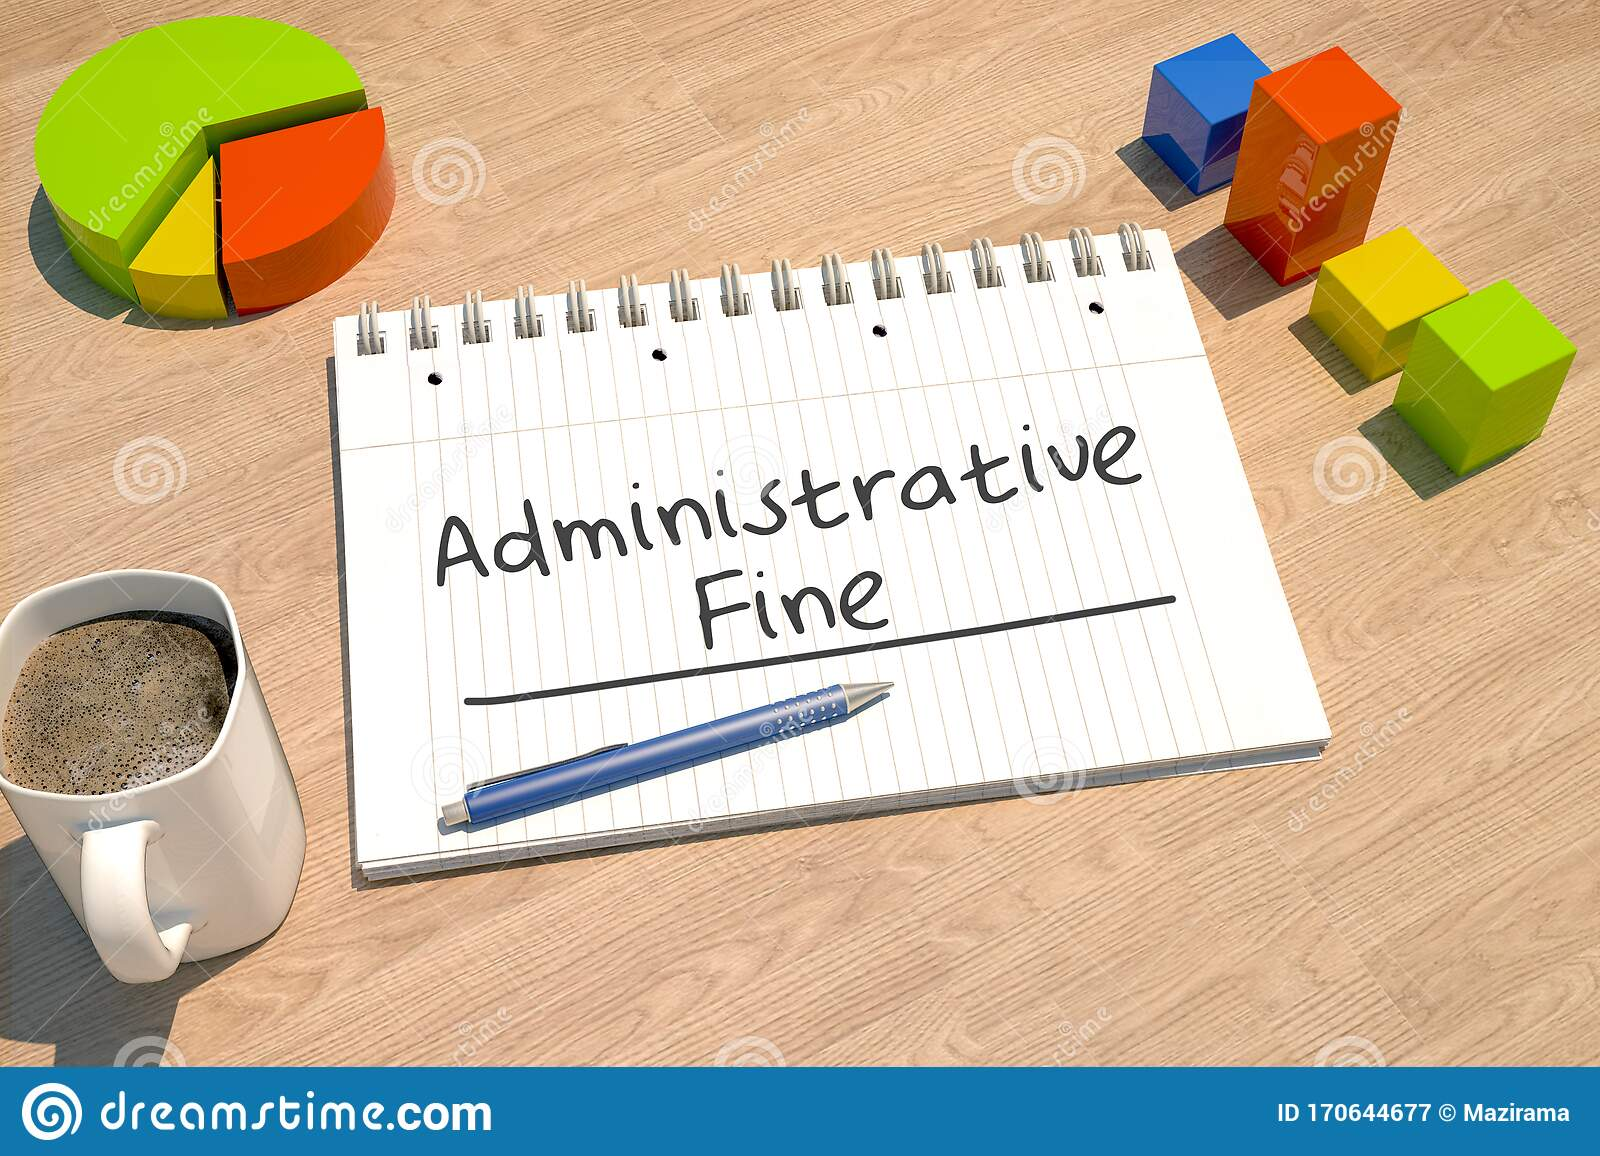 Administrative
Fine
dreamstime.com
ID 170644677 © Mazirama